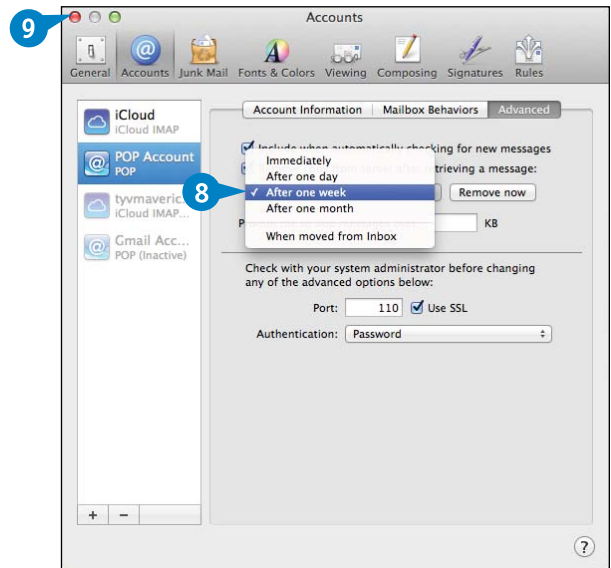 9
Accounts
General Accounts Junk Mail Fonts & Colors Viewing Composing Signatures Rules
iCloud
iCloud IMAP
POP Account
POP
tyvmaveric...
iCloud IMAP...
Gmail Acc...
POP (Inactive)
+ −
Account Information Mailbox Behaviors Advanced
Include when automatically checking for new messages
retrieving a message:
Immediately
After one day
8
✓ After one week
Remove now
After one month
KB
When moved from Inbox
Check with your system administrator before changing
any of the advanced options below:
Port: 110 Use SSL
Authentication: Password
?